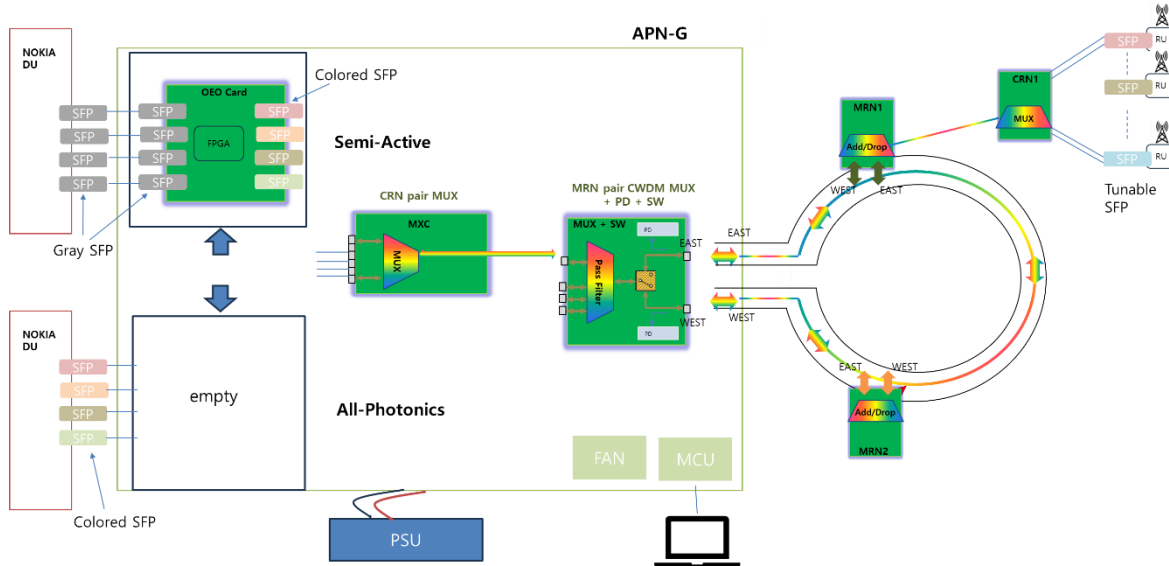 APN-G
NOKIA
DU
Colored SFP
OEO Card
SFP
SFP
SFP
SFP
SFP
SFP
SFP
SFP
SFP
SFP
SFP
SFP
FPGA
Gray SFP
Semi-Active
CRN pair MUX
MXC
MUX
MRN pair CWDM MUX
+ PD + SW
MUX + SW
PD
EAST
Pass Filter
WEST
PD
EAST
WEST
MRN1
Add/Drop
WEST
EAST
CRN1
MUX
SFP
RU
SFP
RU
SFP
RU
Tunable
SFP
EAST
WEST
Add/Drop
MRN2
NOKIA
DU
SFP
SFP
SFP
SFP
empty
All-Photonics
Colored SFP
FAN
MCU
PSU